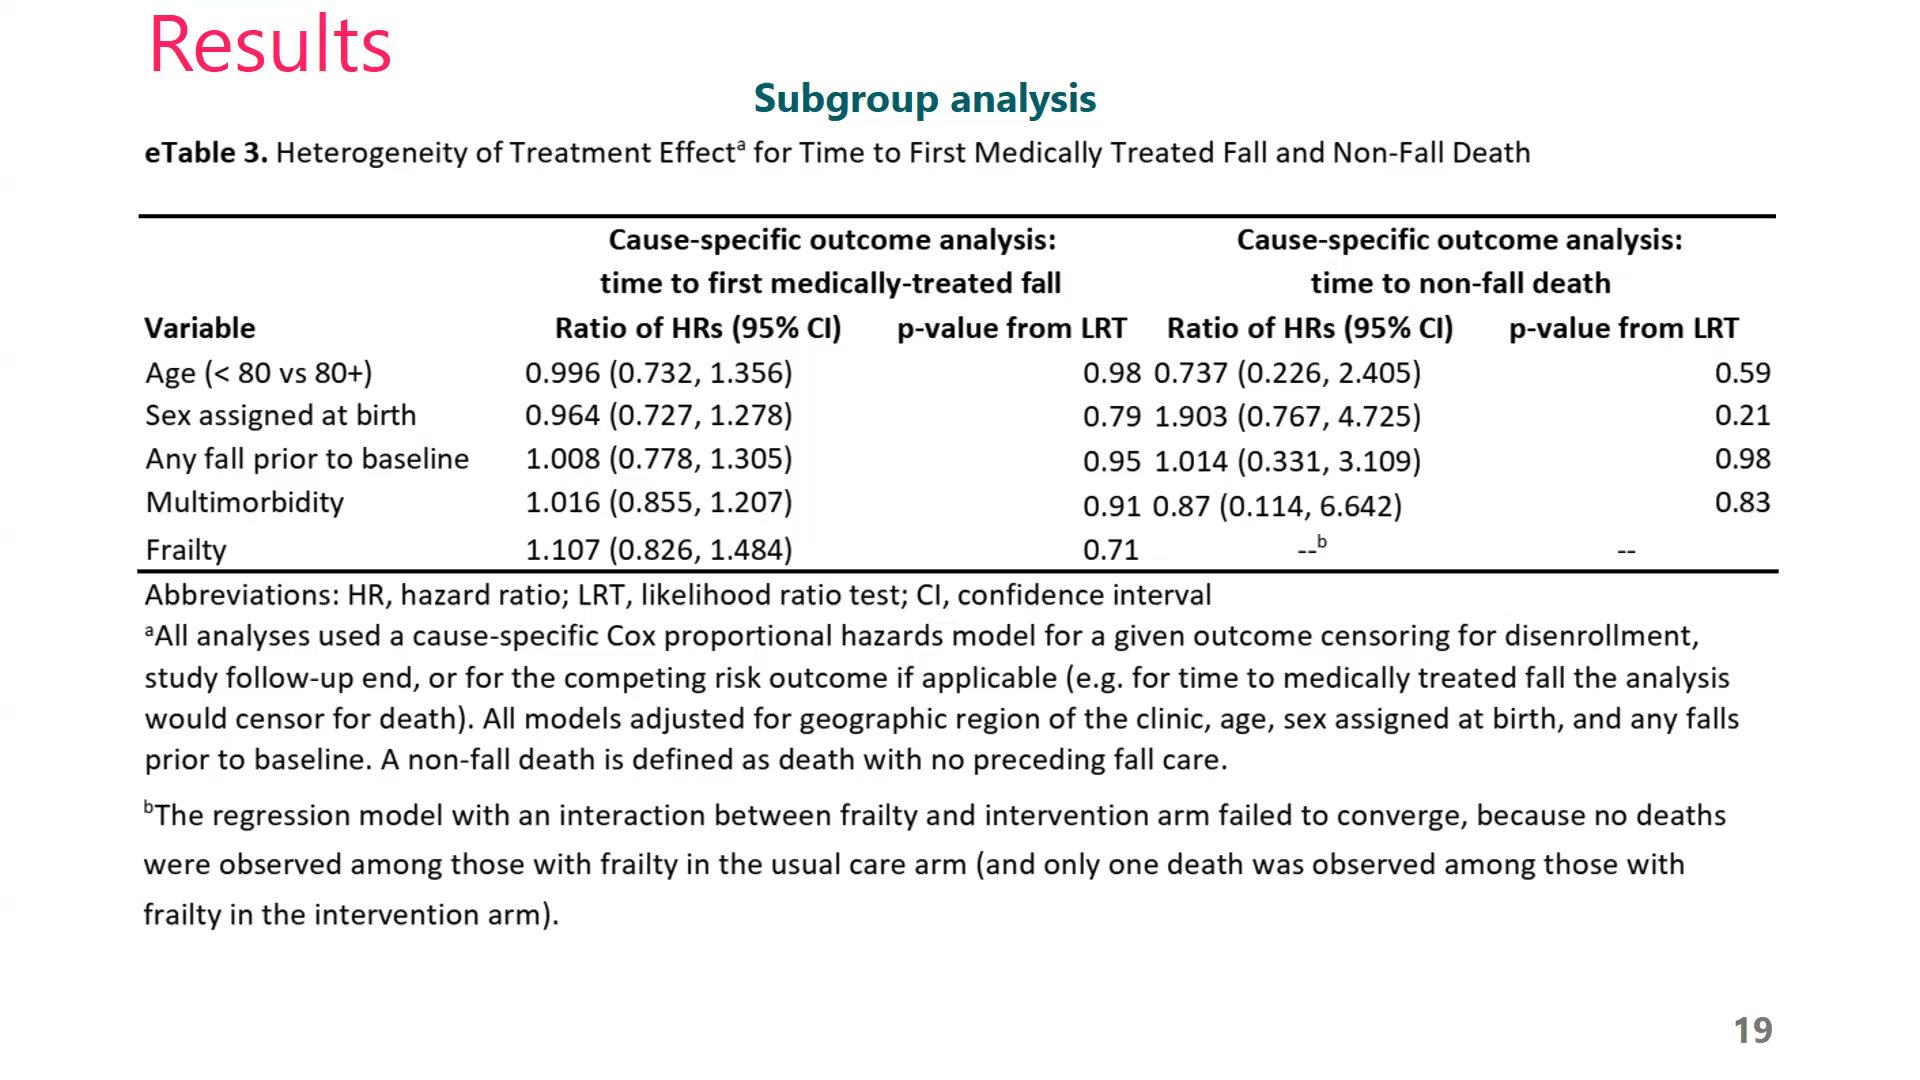 Results
Subgroup analysis
eTable 3. Heterogeneity of Treatment Effectᵃ for Time to First Medically Treated Fall and Non-Fall Death
Cause-specific outcome analysis: Cause-specific outcome analysis:
time to first medically-treated fall time to non-fall death
Variable Ratio of HRs (95% CI) p-value from LRT Ratio of HRs (95% CI) p-value from LRT
Age (< 80 vs 80+) 0.996 (0.732, 1.356) 0.98 0.737 (0.226, 2.405) 0.59
Sex assigned at birth 0.964 (0.727, 1.278) 0.79 1.903 (0.767, 4.725) 0.21
Any fall prior to baseline 1.008 (0.778, 1.305) 0.95 1.014 (0.331, 3.109) 0.98
Multimorbidity 1.016 (0.855, 1.207) 0.91 0.87 (0.114, 6.642) 0.83
Frailty 1.107 (0.826, 1.484) 0.71 --ᵇ --
Abbreviations: HR, hazard ratio; LRT, likelihood ratio test; CI, confidence interval
ᵃAll analyses used a cause-specific Cox proportional hazards model for a given outcome censoring for disenrollment,
study follow-up end, or for the competing risk outcome if applicable (e.g. for time to medically treated fall the analysis
would censor for death). All models adjusted for geographic region of the clinic, age, sex assigned at birth, and any falls
prior to baseline. A non-fall death is defined as death with no preceding fall care.
ᵇThe regression model with an interaction between frailty and intervention arm failed to converge, because no deaths
were observed among those with frailty in the usual care arm (and only one death was observed among those with
frailty in the intervention arm).
19